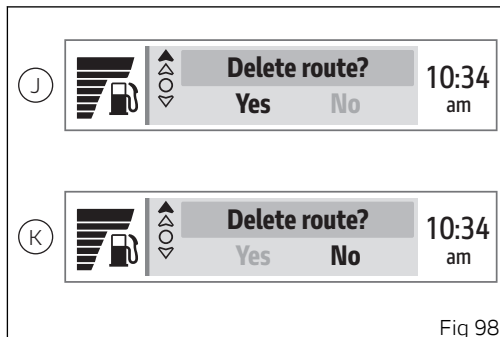 J
Delete route?
Yes No
10:34
am
K
Delete route?
Yes No
10:34
am
Fig 98